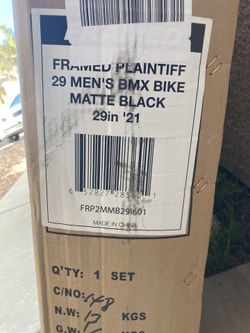 FRAMED PLAINTIFF
29 MEN'S BMX BIKE
MATTE BLACK
29in '21
FRP2MMB29I601
MADE IN CHINA
Q'TY: 1 SET
C/NO:
N.W: 17 KGS
G.W: